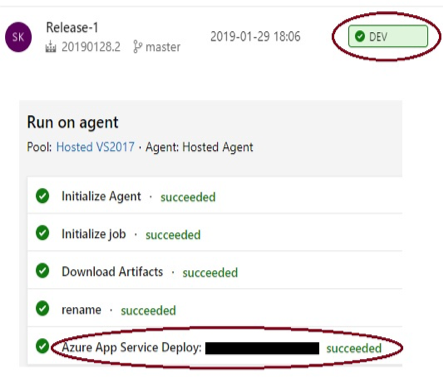 SK
Release-1
20190128.2 master
2019-01-29 18:06
DEV
Run on agent
Pool: Hosted VS2017 · Agent: Hosted Agent
Initialize Agent · succeeded
Initialize job · succeeded
Download Artifacts · succeeded
rename · succeeded
Azure App Service Deploy: succeeded